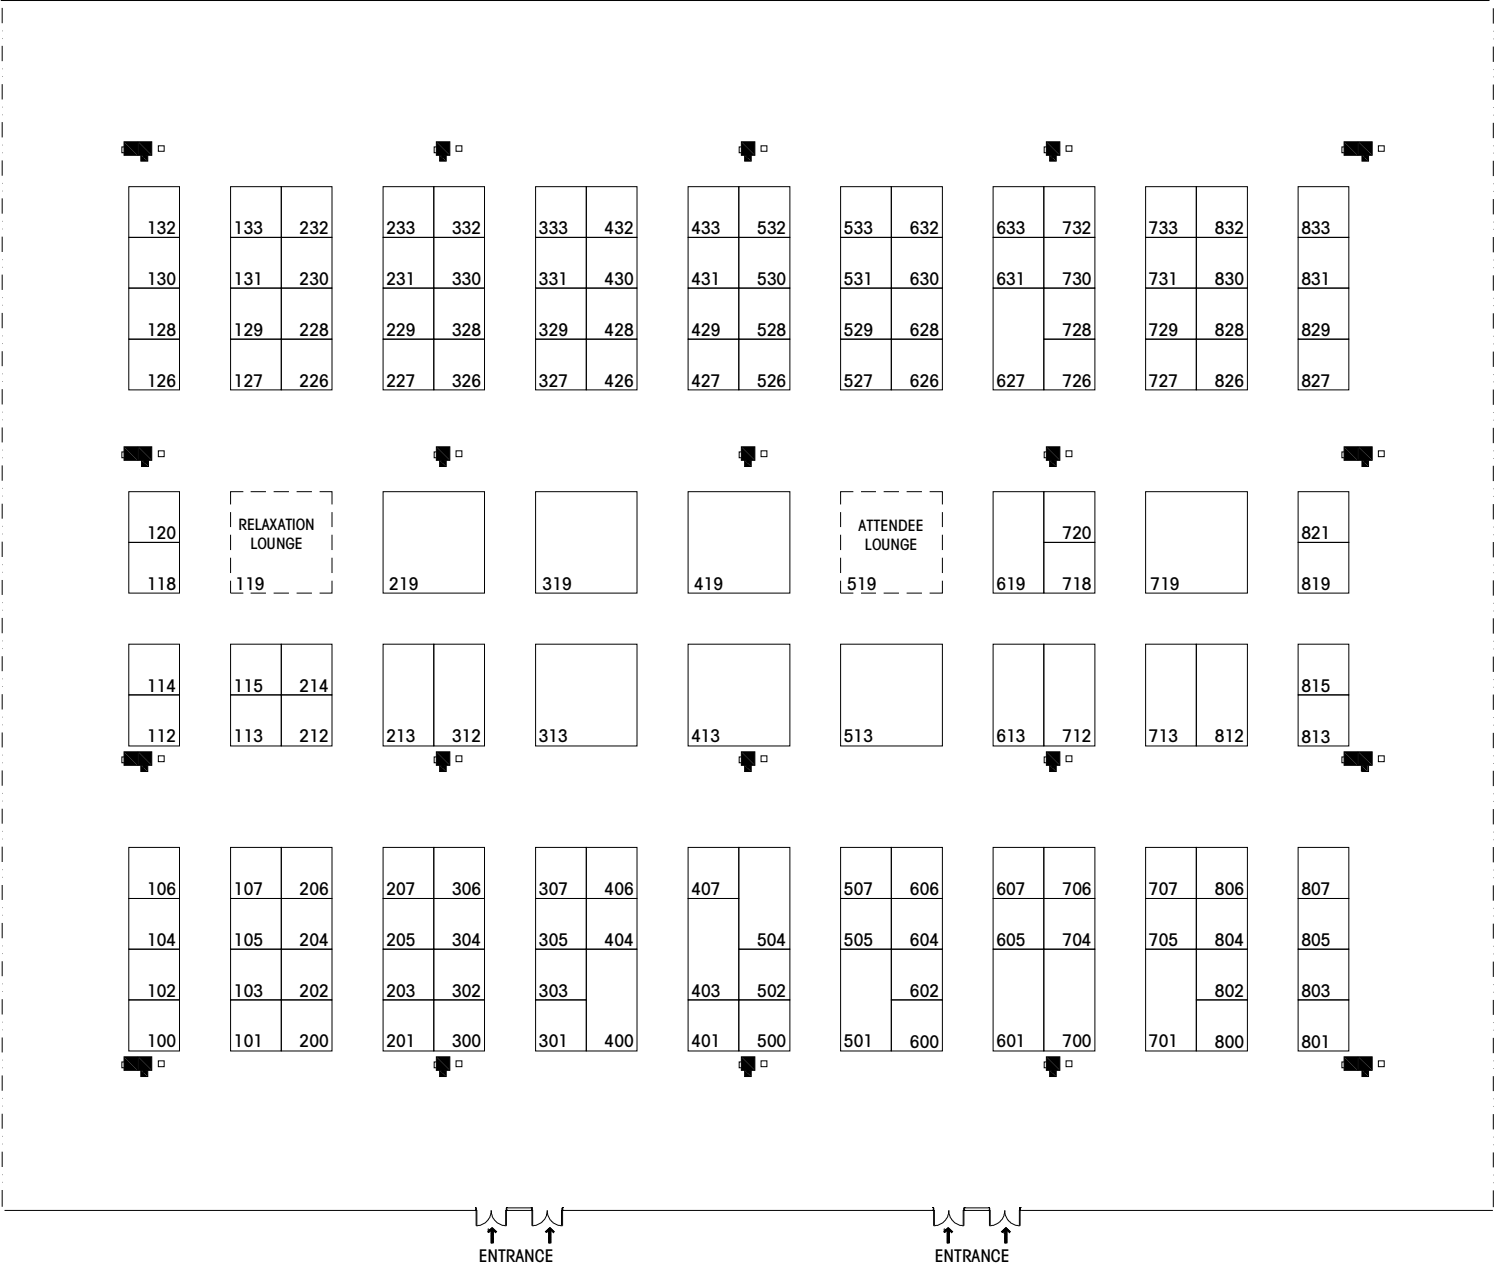 132 133 232 233 332 333 432 433 532 533 632 633 732 733 832 833
130 131 230 231 330 331 430 431 530 531 630 631 730 731 830 831
128 129 228 229 328 329 428 429 528 529 628 728 729 828 829
126 127 226 227 326 327 426 427 526 527 626 627 726 727 826 827
120 RELAXATION ATTENDEE 720 821
LOUNGE LOUNGE
118 119 219 319 419 519 619 718 719 819
114 115 214 815
112 113 212 213 312 313 413 513 613 712 713 812 813
106 107 206 207 306 307 406 407 507 606 607 706 707 806 807
104 105 204 205 304 305 404 504 505 604 605 704 705 804 805
102 103 202 203 302 303 403 502 602 802 803
100 101 200 201 300 301 400 401 500 501 600 601 700 701 800 801
ENTRANCE ENTRANCE